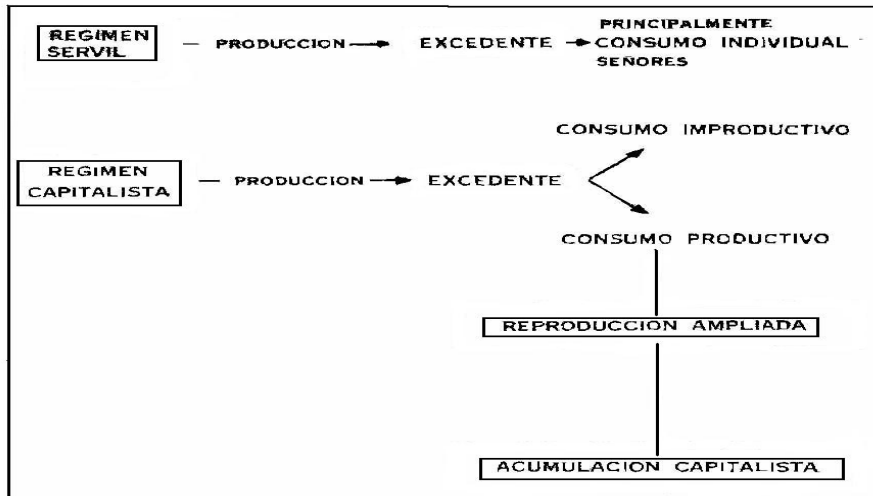 REGIMEN
SERVIL
PRODUCCION
EXCEDENTE
PRINCIPALMENTE
CONSUMO INDIVIDUAL
SEÑORES
CONSUMO IMPRODUCTIVO
REGIMEN
CAPITALISTA
PRODUCCION
EXCEDENTE
CONSUMO PRODUCTIVO
REPRODUCCION AMPLIADA
ACUMULACION CAPITALISTA